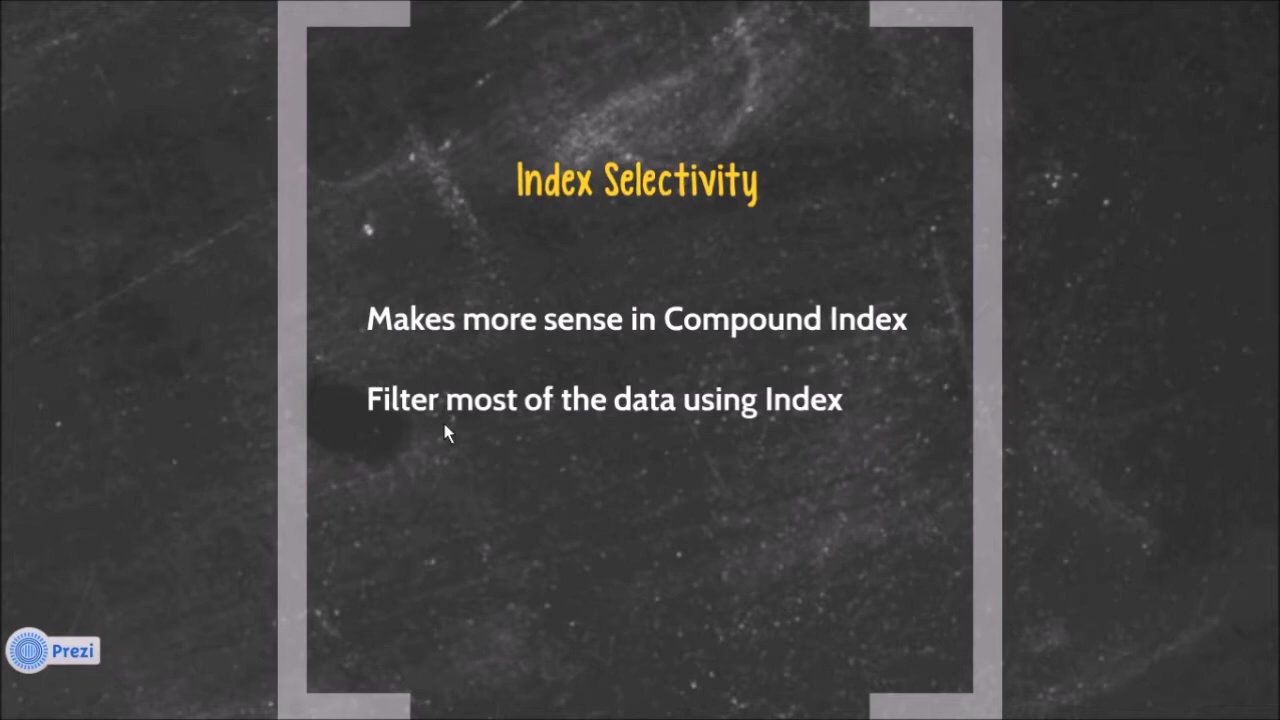 Index Selectivity
Makes more sense in Compound Index
Filter most of the data using Index
Prezi